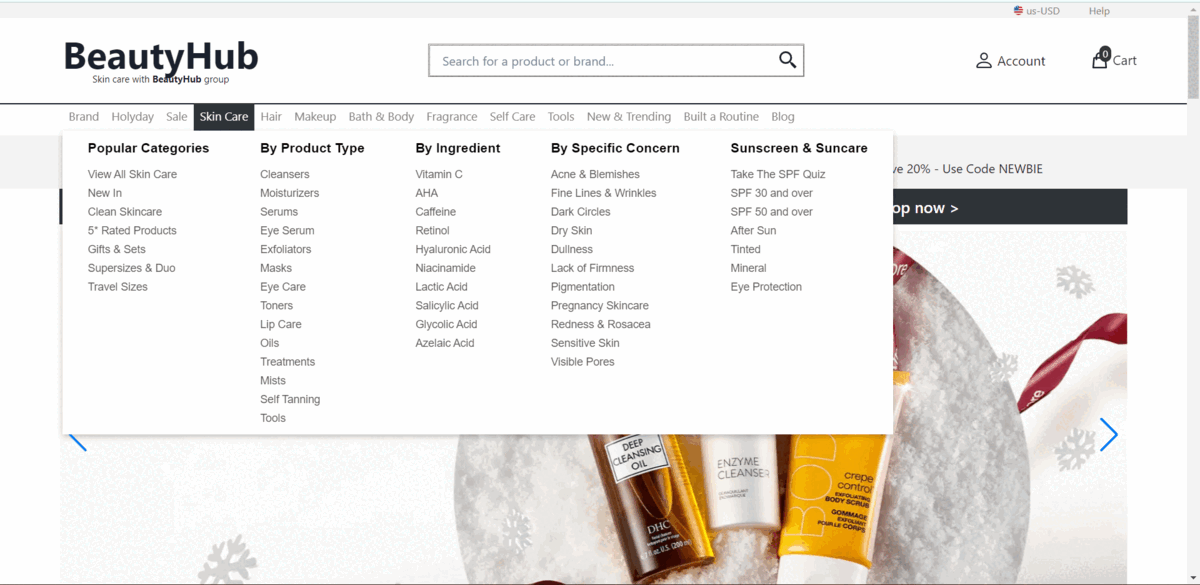 us-USD Help
BeautyHub
Skin care with BeautyHub group
Search for a product or brand...
Account
0
Cart
Brand Holyday Sale Skin Care Hair Makeup Bath & Body Fragrance Self Care Tools New & Trending Built a Routine Blog
Popular Categories
View All Skin Care
New In
Clean Skincare
5* Rated Products
Gifts & Sets
Supersizes & Duo
Travel Sizes
By Product Type
Cleansers
Moisturizers
Serums
Eye Serum
Exfoliators
Masks
Eye Care
Toners
Lip Care
Oils
Treatments
Mists
Self Tanning
Tools
By Ingredient
Vitamin C
AHA
Caffeine
Retinol
Hyaluronic Acid
Niacinamide
Lactic Acid
Salicylic Acid
Glycolic Acid
Azelaic Acid
By Specific Concern
Acne & Blemishes
Fine Lines & Wrinkles
Dark Circles
Dry Skin
Dullness
Lack of Firmness
Pigmentation
Pregnancy Skincare
Redness & Rosacea
Sensitive Skin
Visible Pores
Sunscreen & Suncare
Take The SPF Quiz
SPF 30 and over
SPF 50 and over
After Sun
Tinted
Mineral
Eye Protection
ve 20% - Use Code NEWBIE
op now >
DEEP
CLEANSING
OIL
DHC
ENZYME
CLEANSER
crepe
control
EXFOLIATING
BODY SCRUB
GOMMAGE
EXFOLIANT
POUR LE CORPS